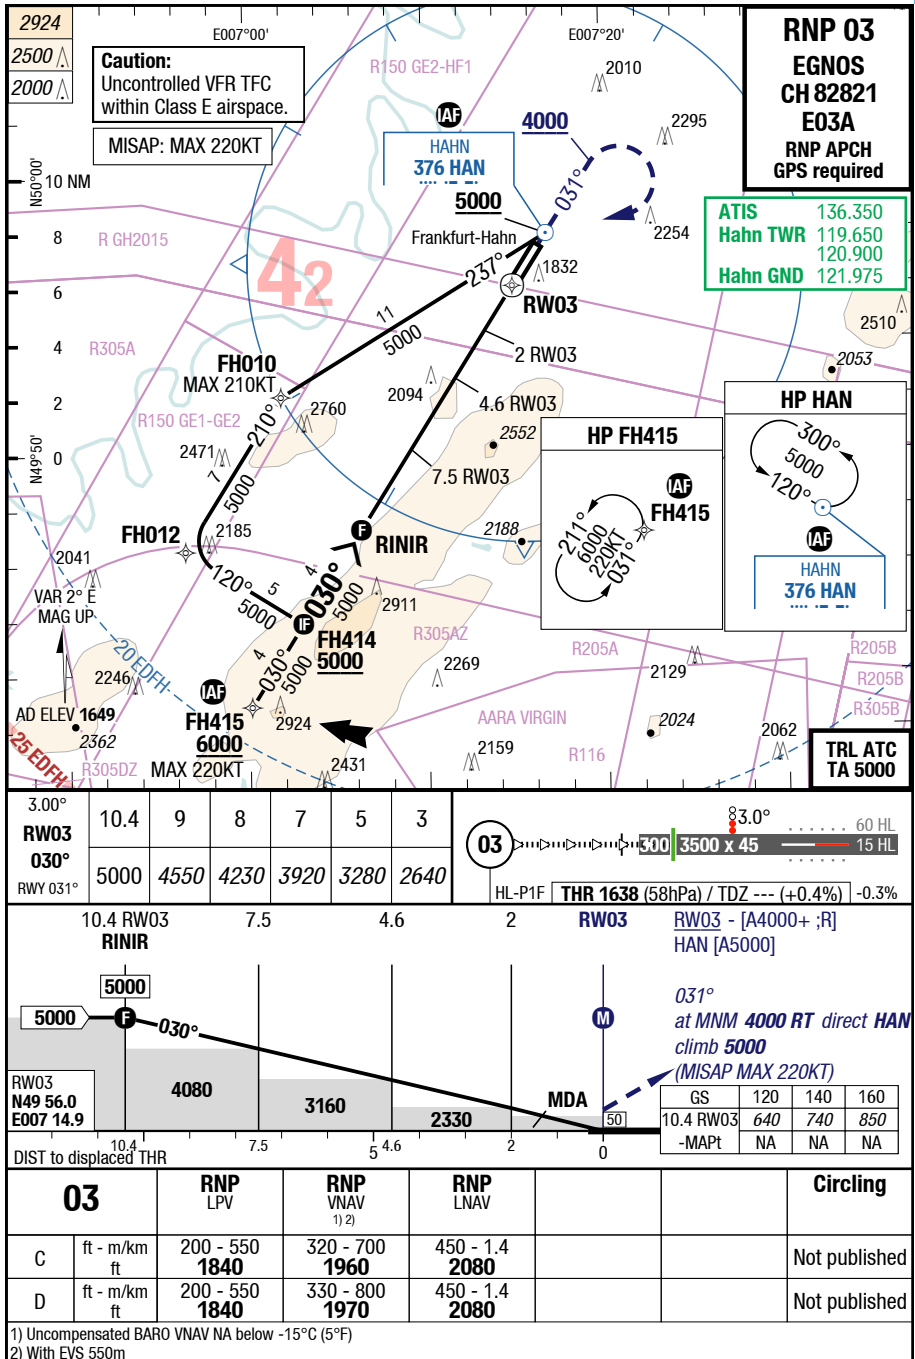 2924
2500
2000
E007°00'
E007°20'
Caution:
Uncontrolled VFR TFC
within Class E airspace.
MISAP: MAX 220KT
RNP 03
EGNOS
CH 82821
E03A
RNP APCH
GPS required
ATIS 136.350
Hahn TWR 119.650
120.900
Hahn GND 121.975
R150 GE2-HF1
2010
2295
IAF
HAHN
376 HAN
4000
031°
5000
2254
N50°00'
10 NM
8
6
4
2
0
N49°50'
R GH2015
42
Frankfurt-Hahn
237°
1832
RW03
11
5000
2510
R305A
FH010
MAX 210KT
2 RW03
2053
2094
4.6 RW03
R150 GE1-GE2
210°
2760
2552
2471
7
5000
7.5 RW03
HP FH415
IAF
FH415
211°
6000
220KT
031°
HP HAN
300°
5000
120°
IAF
HAHN
376 HAN
FH012
2185
F
RINIR
2188
2041
VAR 2° E
MAG UP
120°
5
5000
4
030°
5000
2911
IF
FH414
5000
R305AZ
R205A
R205B
R205B
R305B
20 EDFH
2246
4
030°
5000
2269
2129
AD ELEV 1649
2362
IAF
FH415
6000
MAX 220KT
2924
AARA VIRGIN
2024
2062
25 EDFH
R305DZ
2431
2159
R116
TRL ATC
TA 5000
3.00°
RW03
030°
RWY 031°
10.4 9 8 7 5 3
5000 4550 4230 3920 3280 2640
03
300 3500 x 45
3.0°
60 HL
15 HL
HL-P1F THR 1638 (58hPa) / TDZ --- (+0.4%) -0.3%
10.4 RW03 7.5 4.6 2 RW03
RINIR
RW03 - [A4000+ ;R]
HAN [A5000]
031°
at MNM 4000 RT direct HAN
climb 5000
(MISAP MAX 220KT)
5000
5000
F
030°
M
4080
3160
2330
MDA
50
RW03
N49 56.0
E007 14.9
GS 120 140 160
10.4 RW03 640 740 850
-MAPt NA NA NA
DIST to displaced THR
10.4 7.5 5 4.6 2 0
03 RNP LPV RNP VNAV 1) 2) RNP LNAV Circling
C ft - m/km 200 - 550 320 - 700 450 - 1.4 Not published
ft 1840 1960 2080
D ft - m/km 200 - 550 330 - 800 450 - 1.4 Not published
ft 1840 1970 2080
1) Uncompensated BARO VNAV NA below -15°C (5°F)
2) With EVS 550m